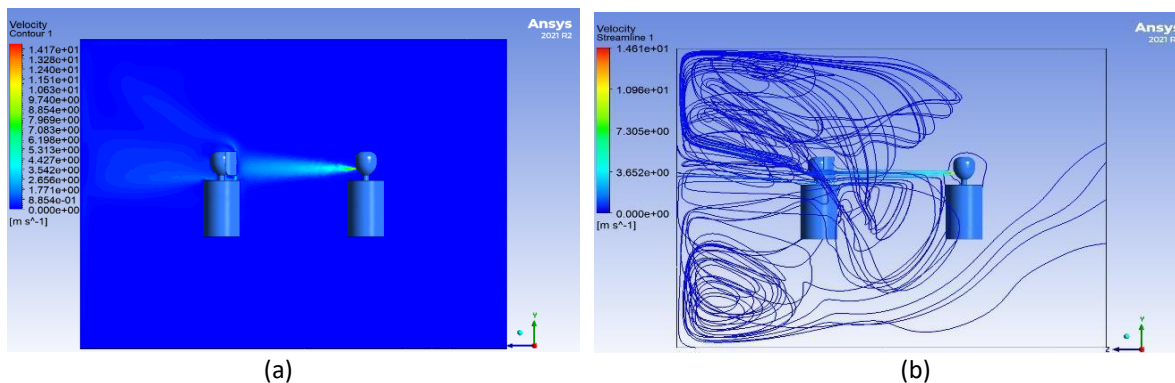 Velocity
Contour 1
1.417e+01
1.328e+01
1.240e+01
1.151e+01
1.063e+01
9.740e+00
8.854e+00
7.969e+00
7.083e+00
6.198e+00
5.313e+00
4.427e+00
3.542e+00
2.656e+00
1.771e+00
8.854e-01
0.000e+00
[m s^-1]
Ansys
2021 R2
Y
(a)
Velocity
Streamline 1
1.461e+01
1.096e+01
7.305e+00
3.652e+00
0.000e+00
[m s^-1]
Ansys
2021 R
Y
Z
(b)